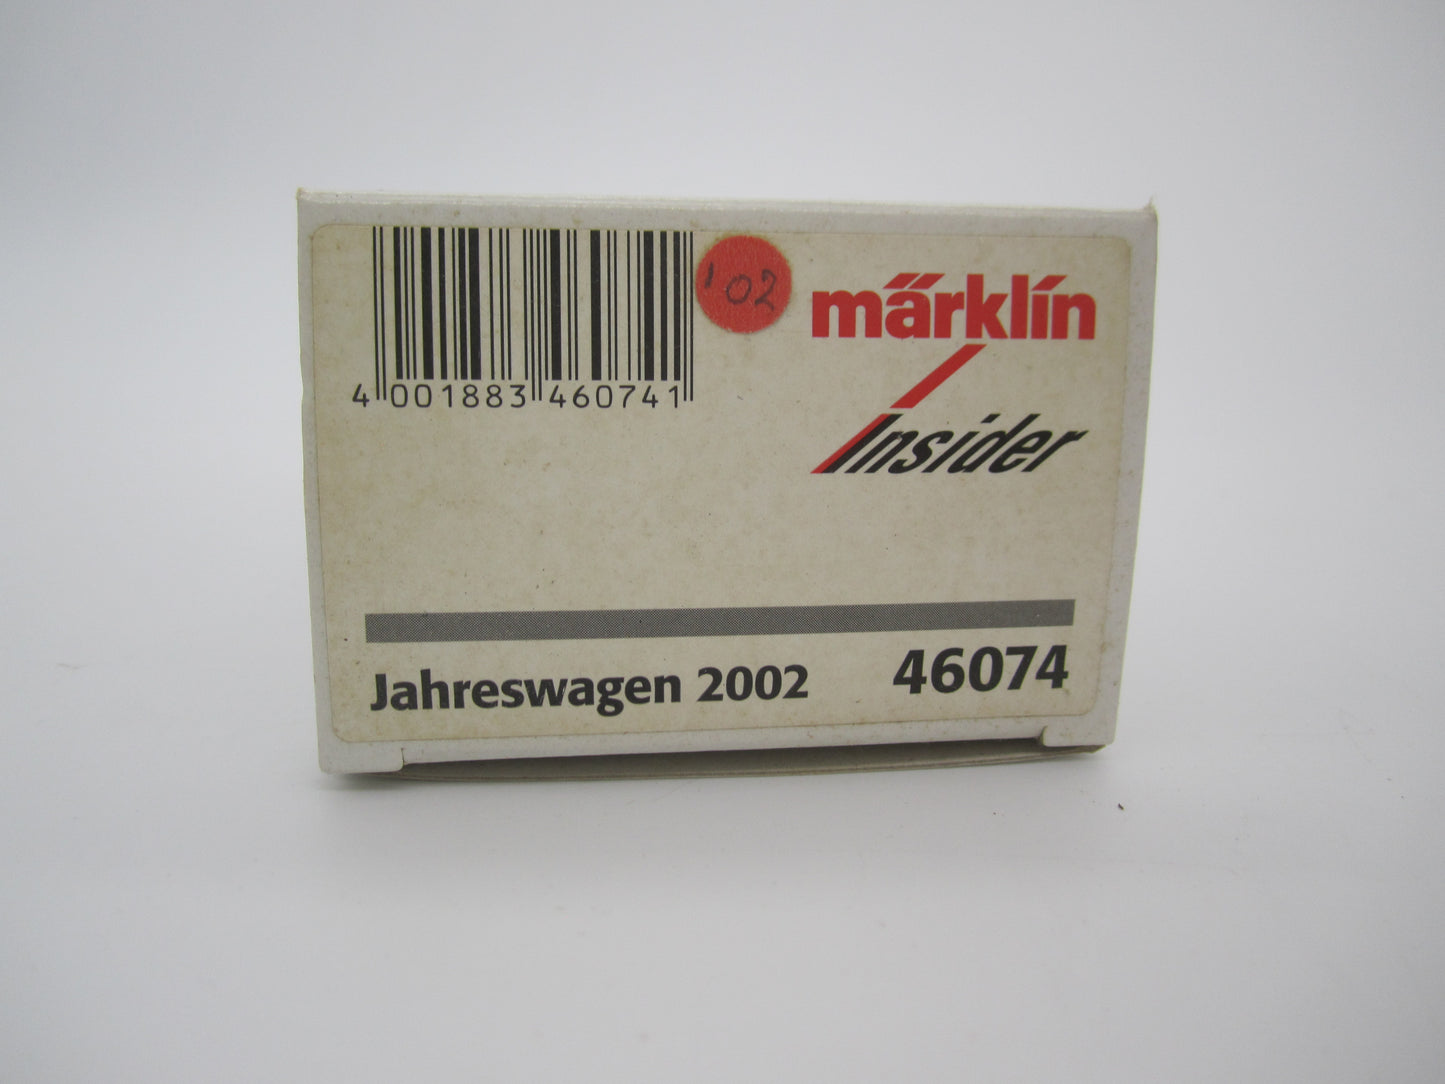 4 001883 460741
'02
märklin
Insider
Jahreswagen 2002 46074